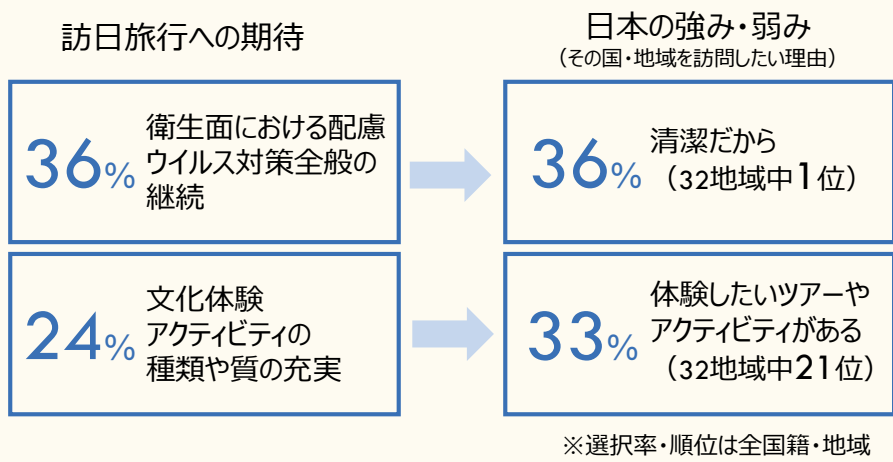 訪日旅行への期待
日本の強み・弱み
（その国・地域を訪問したい理由）
36%
衛生面における配慮
ウイルス対策全般の
継続
36%
清潔だから
（32地域中1位）
24%
文化体験
アクティビティの
種類や質の充実
33%
体験したいツアーや
アクティビティがある
（32地域中21位）
※選択率・順位は全国籍・地域